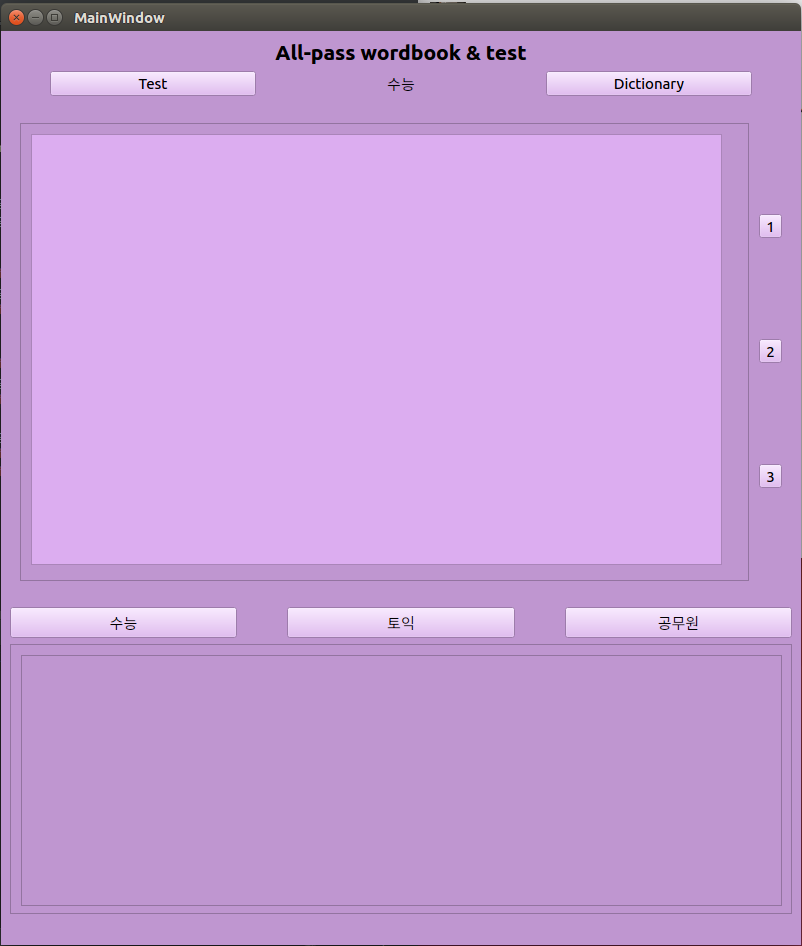 MainWindow
All-pass wordbook & test
Test 수능 Dictionary
1
2
3
수능 토익 공무원